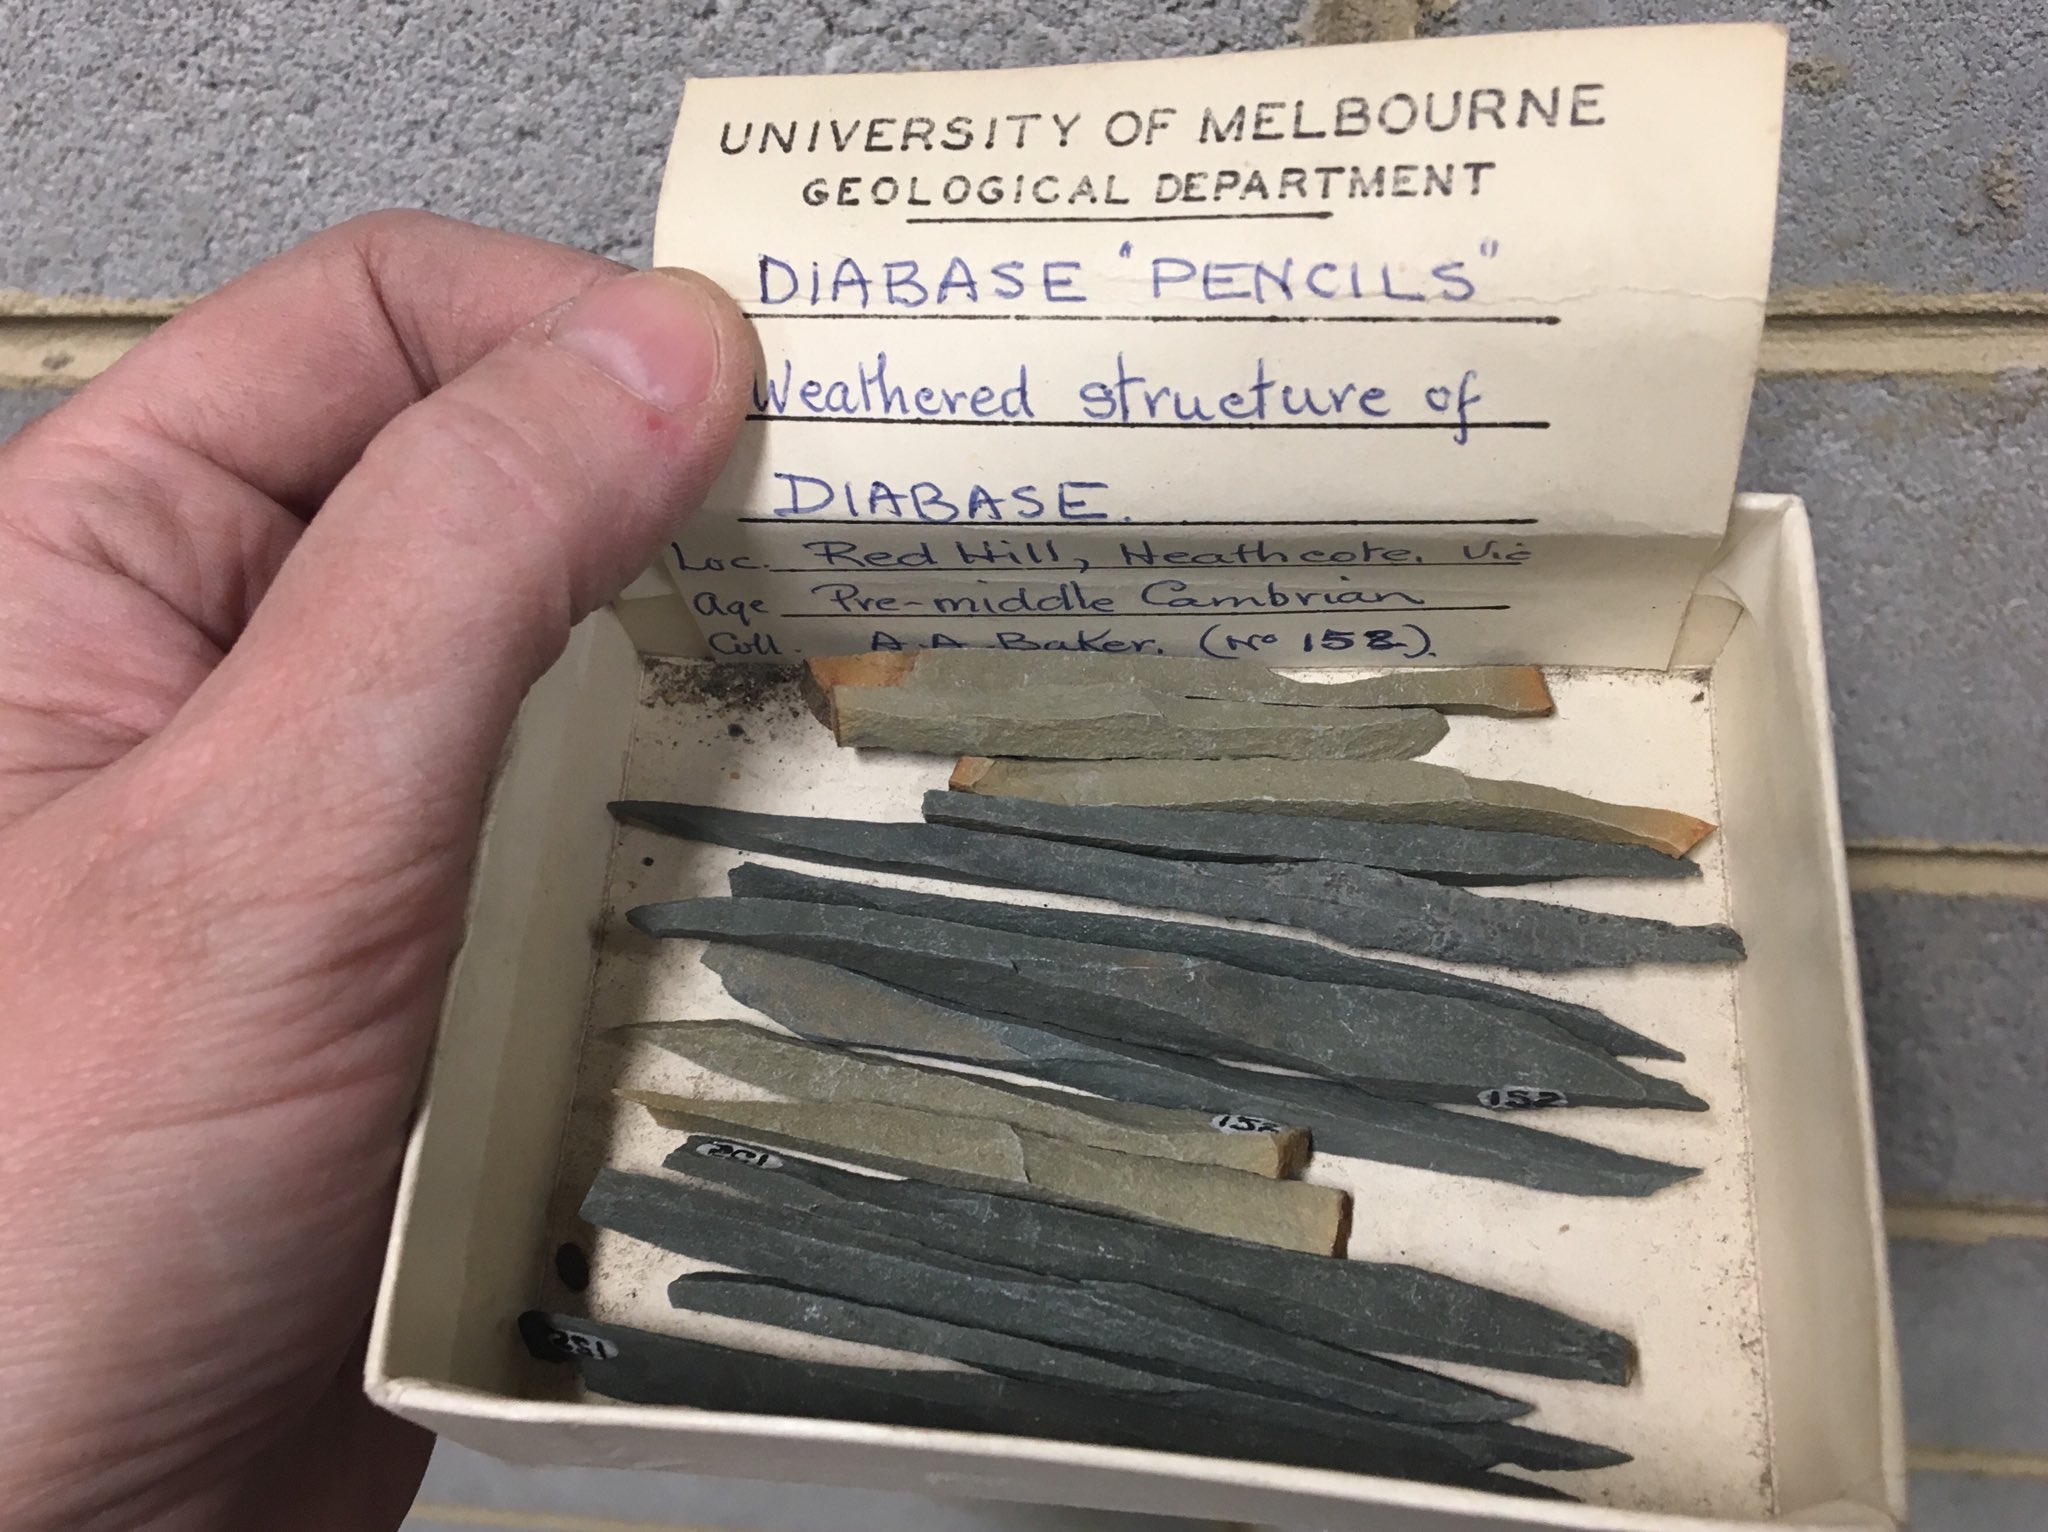 UNIVERSITY OF MELBOURNE
GEOLOGICAL DEPARTMENT
DIABASE "PENCILS"
Weathered structure of
DIABASE.
Loc. Red Hill, Heathcote. Vic
Age Pre-middle Cambrian
Coll. A. A. Baker. (No 152).
152
152
152
152